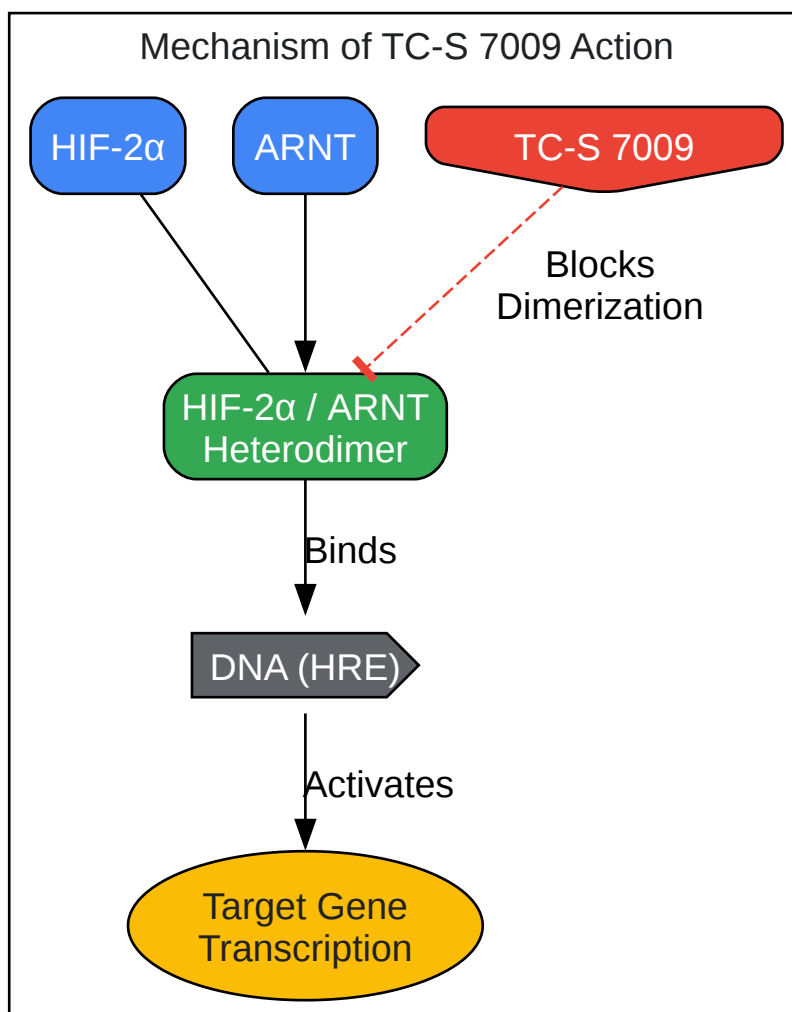 Mechanism of TC-S 7009 Action
HIF-2α
ARNT
TC-S 7009
Blocks
Dimerization
HIF-2α / ARNT
Heterodimer
Binds
DNA (HRE)
Activates
Target Gene
Transcription